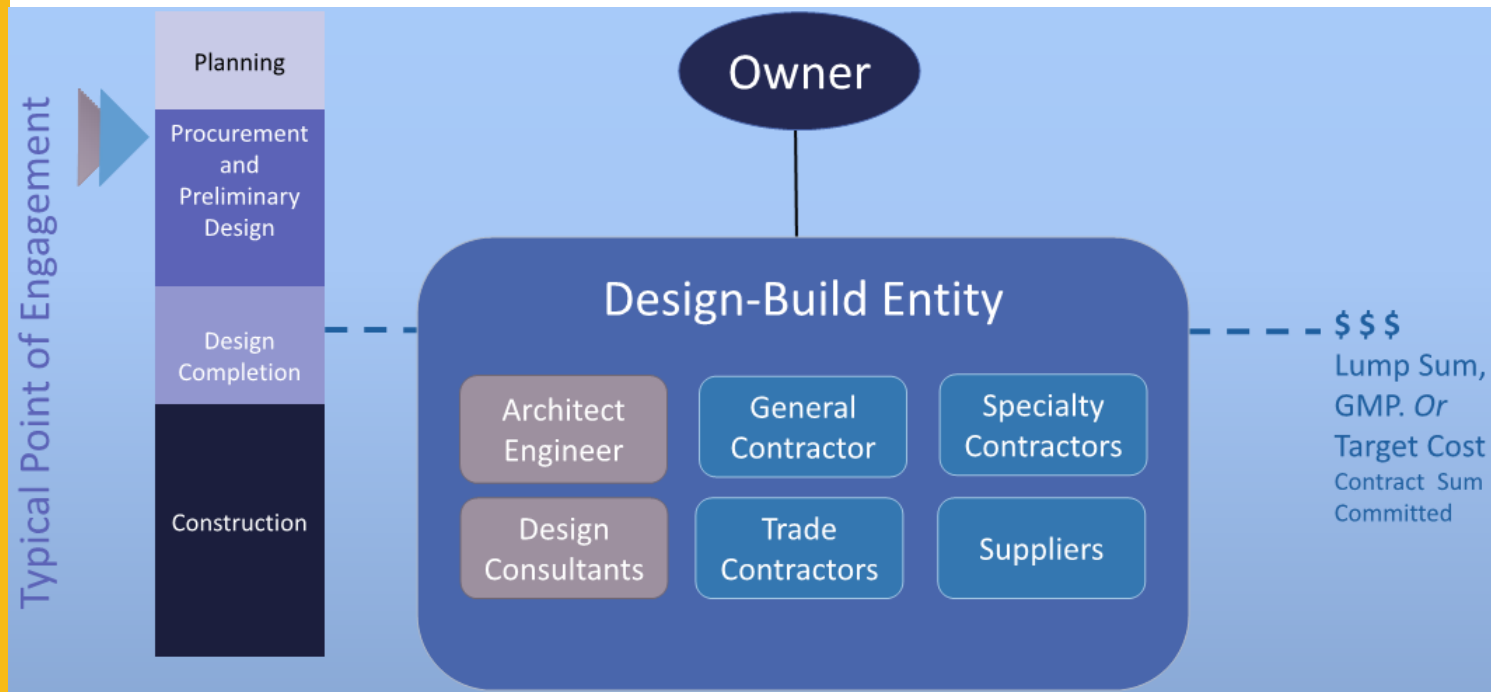 Typical Point of Engagement
Planning
Procurement
and
Preliminary
Design
Design
Completion
Construction
Owner
Design-Build Entity
Architect
Engineer
General
Contractor
Specialty
Contractors
Design
Consultants
Trade
Contractors
Suppliers
$ $ $
Lump Sum,
GMP. Or
Target Cost
Contract Sum
Committed